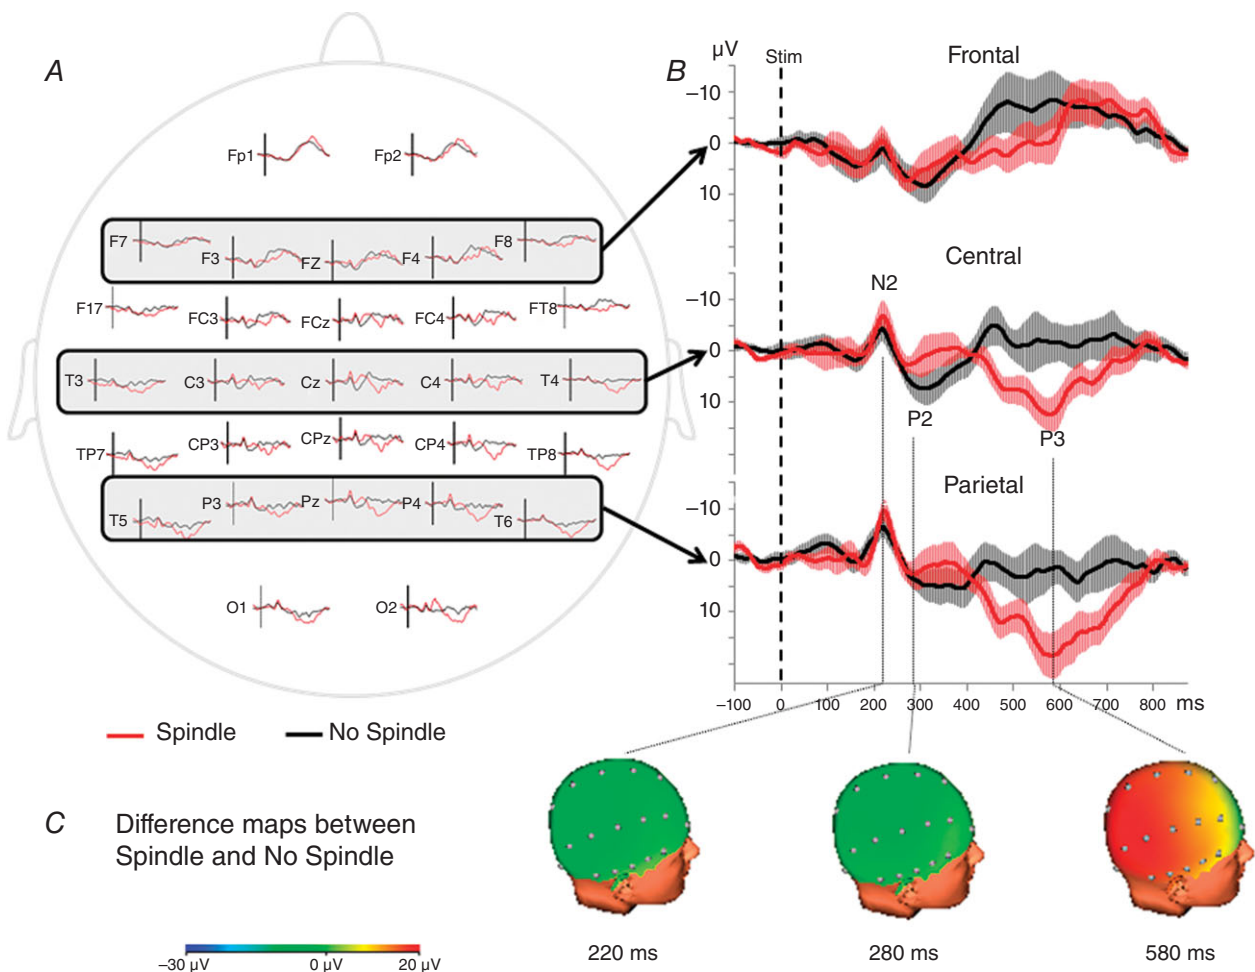 A
Fp1
Fp2
F7
F3
FZ
F4
F8
F17
FC3
FCz
FC4
FT8
T3
C3
Cz
C4
T4
TP7
CP3
CPz
CP4
TP8
T5
P3
Pz
P4
T6
O1
O2
Spindle
No Spindle
B
µV
Stim
Frontal
–10
0
10
Central
–10
N2
0
10
P2
P3
Parietal
–10
0
10
–100 0 100 200 300 400 500 600 700 800 ms
C
Difference maps between
Spindle and No Spindle
–30 µV 0 µV 20 µV
220 ms
280 ms
580 ms